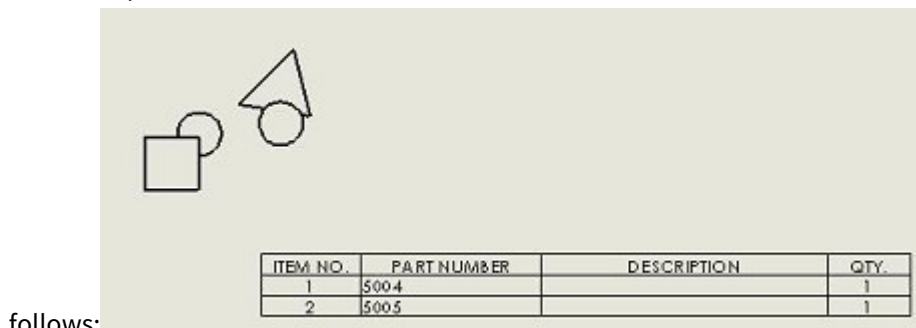 ITEM NO. PART NUMBER DESCRIPTION QTY.
1 5004 1
2 5005 1
follows: